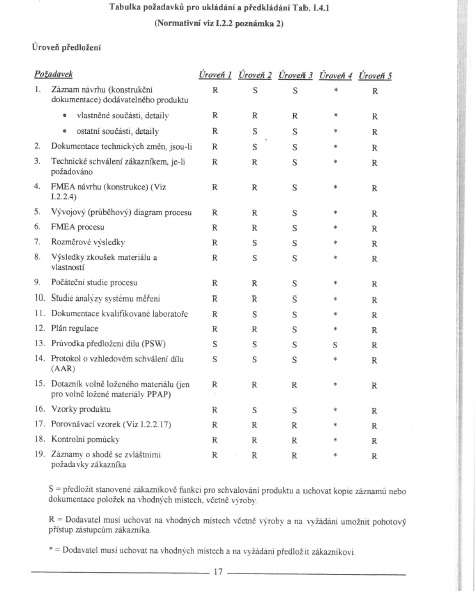 Tabulka požadavků pro ukládání a předkládání Tab. I.4.1
(Normativní viz I.2.2 poznámka 2)
Úroveň předložení
Požadavek Úroveň 1 Úroveň 2 Úroveň 3 Úroveň 4 Úroveň 5
1. Záznam návrhu (konstrukční R S S * R
dokumentace) dodávatelného produktu
• vlastněné součásti, detaily R R R * R
• ostatní součásti, detaily R S S * R
2. Dokumentace technických změn, jsou-li R S S * R
3. Technické schválení zákazníkem, je-li R R S * R
požadováno
4. FMEA návrhu (konstrukce) (Viz R R S * R
I.2.2.4)
5. Vývojový (průběhový) diagram procesu R R S * R
6. FMEA procesu R R S * R
7. Rozměrové výsledky R S S * R
8. Výsledky zkoušek materiálu a R S S * R
vlastností
9. Počáteční studie procesu R R S * R
10. Studie analýzy systému měření R R S * R
11. Dokumentace kvalifikované laboratoře R S S * R
12. Plán regulace R R S * R
13. Průvodka předložení dílu (PSW) S S S S R
14. Protokol o vzhledovém schválení dílu S S S * R
(AAR)
15. Dotazník volně loženého materiálu (jen R R R * R
pro volně ložené materiály PPAP)
16. Vzorky produktu R S S * R
17. Porovnávací vzorek (Viz I.2.2.17) R R R * R
18. Kontrolní pomůcky R R R * R
19. Záznamy o shodě se zvláštními R R R * R
požadavky zákazníka
S = předložit stanovené zákazníkově funkci pro schvalování produktu a uchovat kopie záznamů nebo
dokumentace položek na vhodných místech, včetně výroby.
R = Dodavatel musí uchovat na vhodných místech včetně výroby a na vyžádání umožnit pohotový
přístup zástupcům zákazníka.
* = Dodavatel musí uchovat na vhodných místech a na vyžádání předložit zákazníkovi.
17